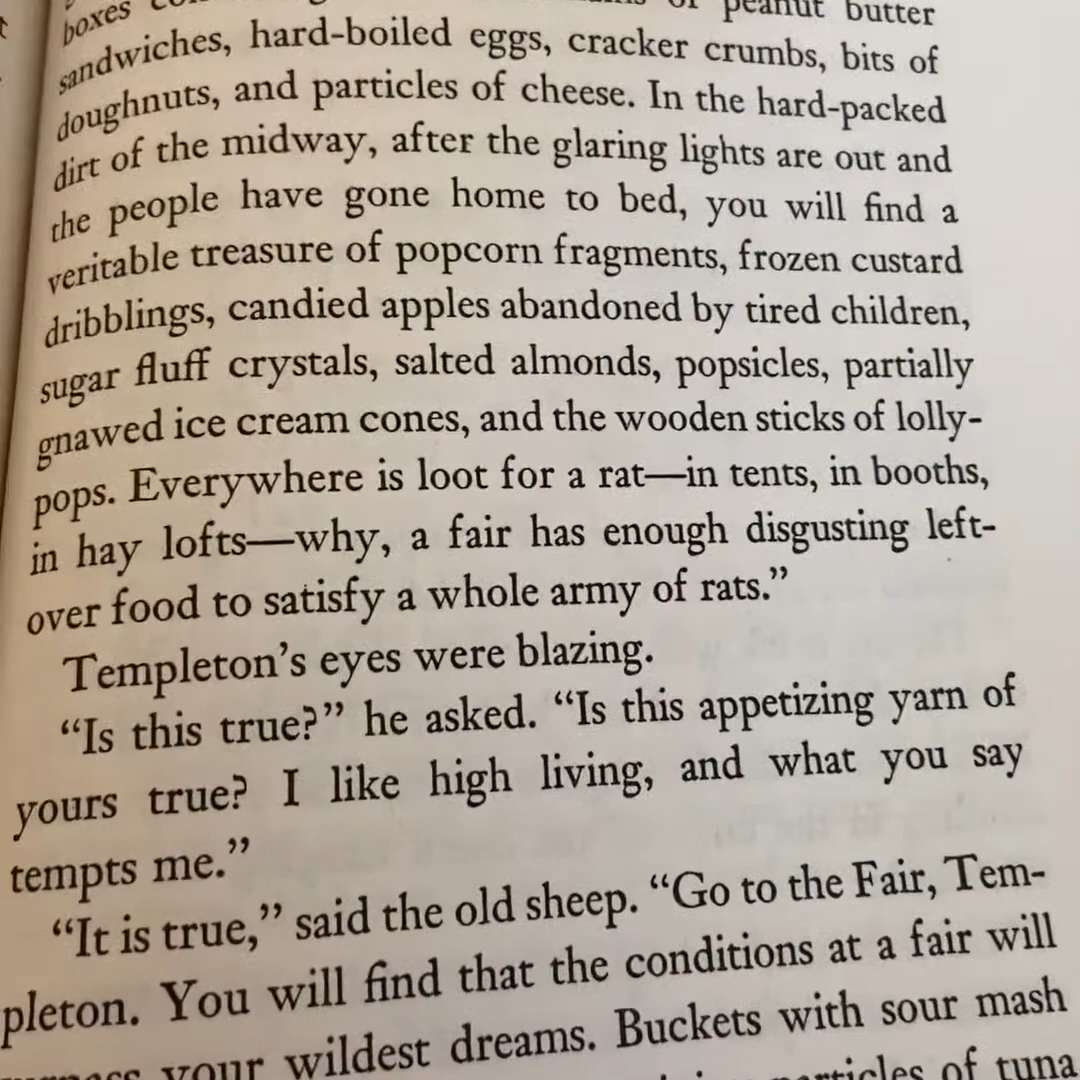 boxes of peanut butter
sandwiches, hard-boiled eggs, cracker crumbs, bits of
doughnuts, and particles of cheese. In the hard-packed
dirt of the midway, after the glaring lights are out and
the people have gone home to bed, you will find a
veritable treasure of popcorn fragments, frozen custard
dribblings, candied apples abandoned by tired children,
sugar fluff crystals, salted almonds, popsicles, partially
gnawed ice cream cones, and the wooden sticks of lolly-
pops. Everywhere is loot for a rat—in tents, in booths,
in hay lofts—why, a fair has enough disgusting left-
over food to satisfy a whole army of rats.”
Templeton’s eyes were blazing.
“Is this true?” he asked. “Is this appetizing yarn of
yours true? I like high living, and what you say
tempts me.”
“It is true,” said the old sheep. “Go to the Fair, Tem-
pleton. You will find that the conditions at a fair will
your wildest dreams. Buckets with sour mash
particles of tuna